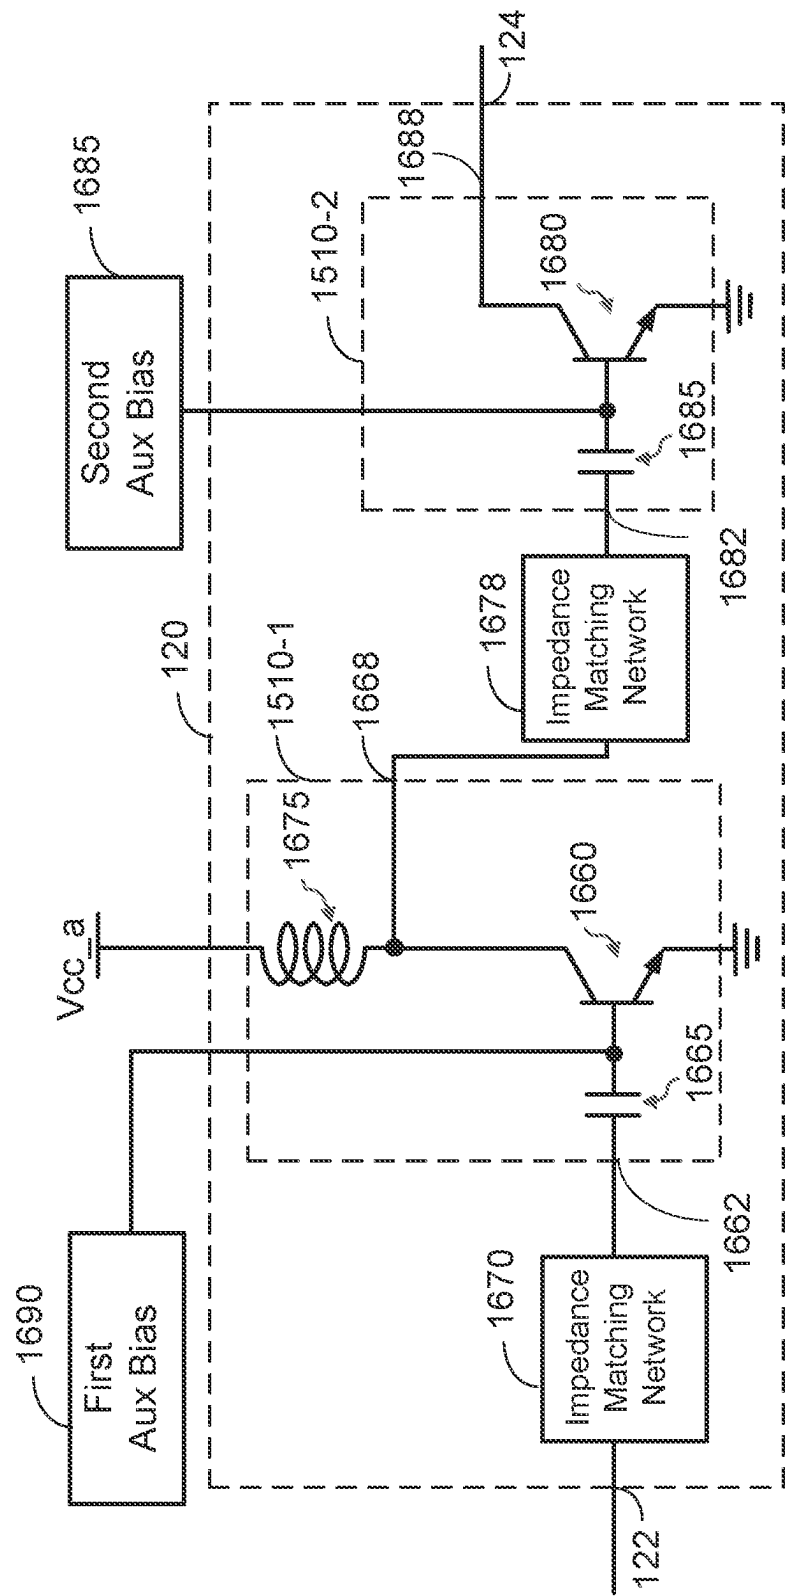 1690
First
Aux Bias
Vcc_a
120
Second
Aux Bias
1685
1510-1
1675
1668
1510-2
1688
124
1660
1680
1670
Impedance
Matching
Network
1665
1678
Impedance
Matching
Network
1685
122
1662
1682